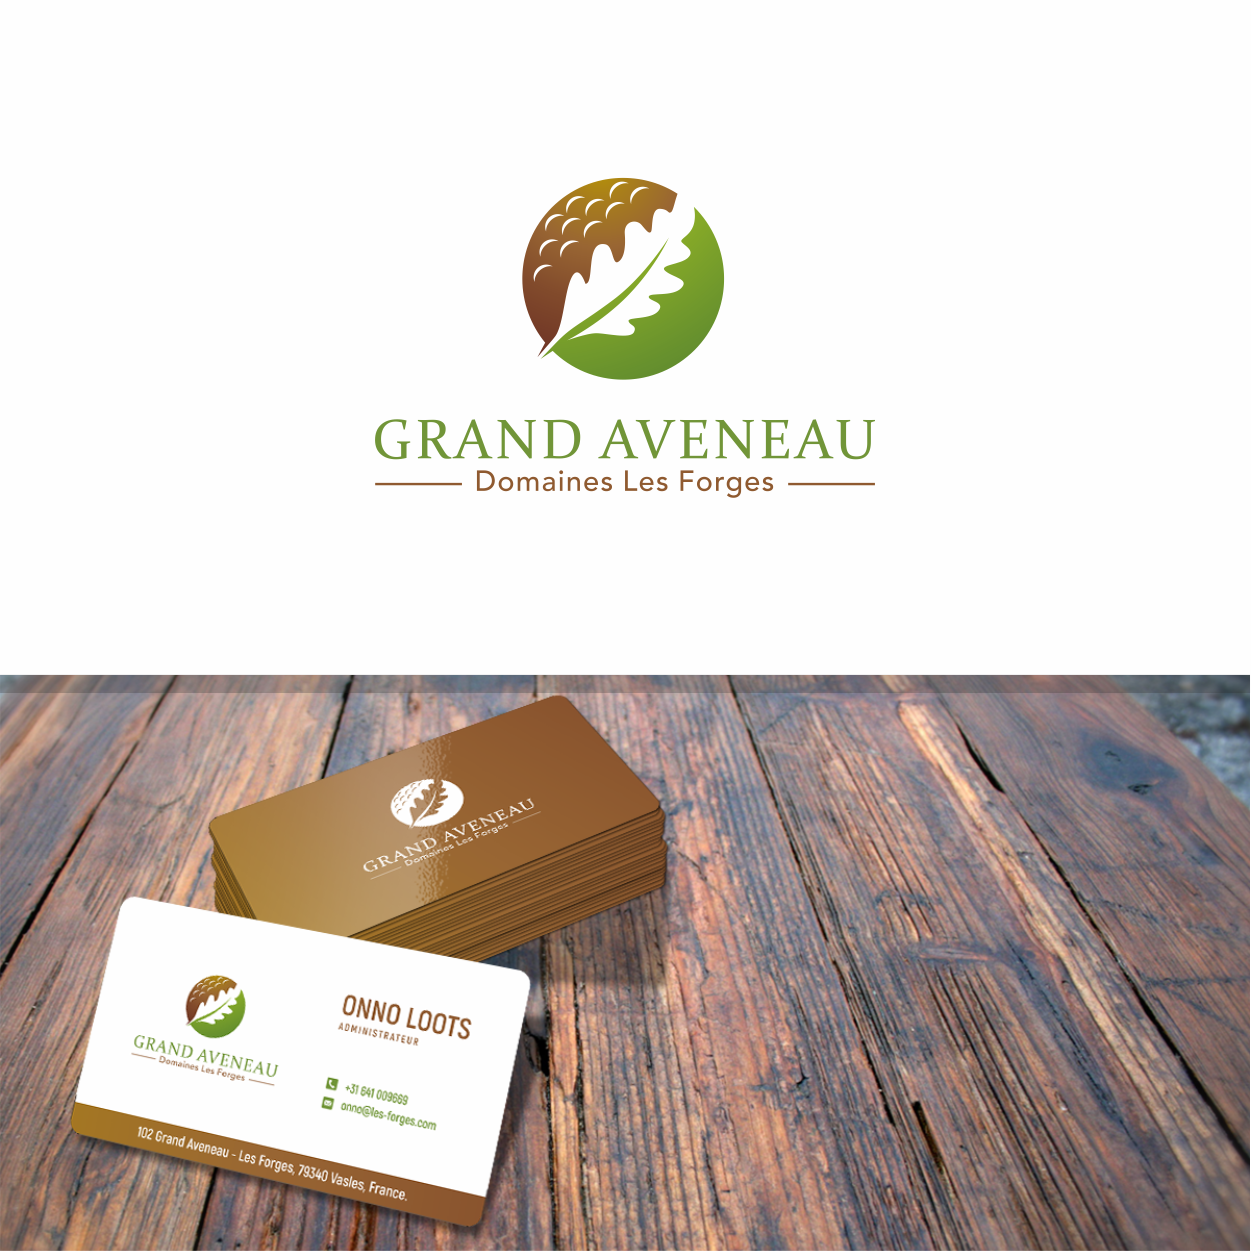 GRAND AVENEAU
Domaines Les Forges
GRAND AVENEAU
Domaines Les Forges
GRAND AVENEAU
Domaines Les Forges
ONNO LOOTS
ADMINISTRATEUR
+31 641 009669
onno@les-forges.com
102 Grand Aveneau - Les Forges, 79340 Vasles, France.